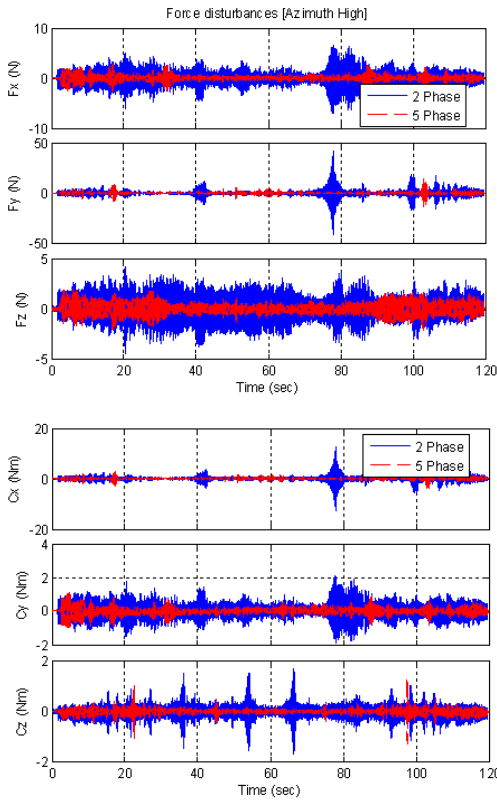 Force disturbances [Azimuth High]
10
0
-10
Fx (N)
2 Phase
5 Phase
50
0
-50
Fy (N)
5
0
-5
Fz (N)
0 20 40 60 80 100 120
Time (sec)
20
0
-20
Cx (Nm)
2 Phase
5 Phase
4
2
0
-2
Cy (Nm)
2
0
-2
Cz (Nm)
0 20 40 60 80 100 120
Time (sec)